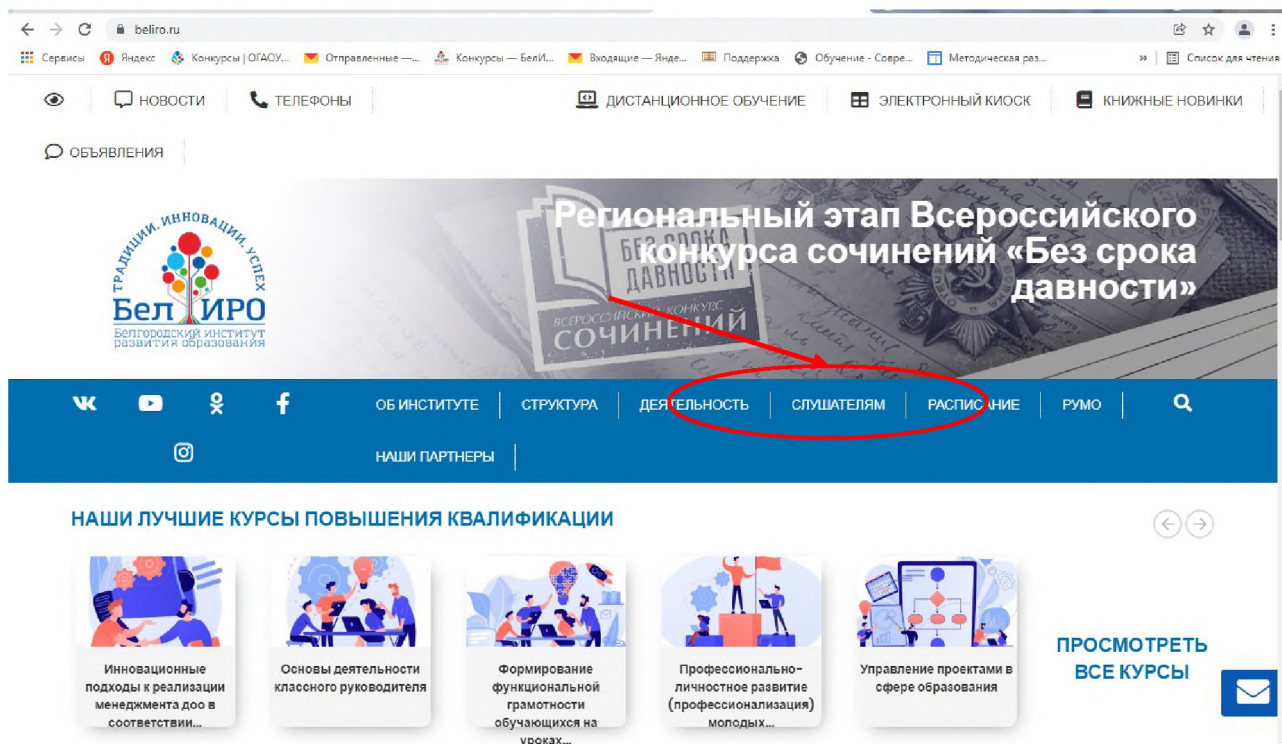 beliro.ru
Сервисы Яндекс Конкурсы | ОГАОУ... Отправленные —... Конкурсы — БелИ... Входящие — Янде... Поддержка Обучение - Совре... Методическая раз... » Список для чтения
НОВОСТИ ТЕЛЕФОНЫ ДИСТАНЦИОННОЕ ОБУЧЕНИЕ ЭЛЕКТРОННЫЙ КИОСК КНИЖНЫЕ НОВИНКИ
ОБЪЯВЛЕНИЯ
ТРАДИЦИИ. ИННОВАЦИИ. УСПЕХ
Бел ИРО
Белгородский институт
развития образования
Региональный этап Всероссийского
конкурса сочинений «Без срока
давности»
БЕЗ СРОКА
ДАВНОСТИ
ВСЕРОССИЙСКИЙ КОНКУРС
СОЧИНЕНИЙ
ОБ ИНСТИТУТЕ СТРУКТУРА ДЕЯТЕЛЬНОСТЬ СЛУШАТЕЛЯМ РАСПИСАНИЕ РУМО
НАШИ ПАРТНЕРЫ
НАШИ ЛУЧШИЕ КУРСЫ ПОВЫШЕНИЯ КВАЛИФИКАЦИИ
Инновационные
подходы к реализации
менеджмента доо в
соответствии...
Основы деятельности
классного руководителя
Формирование
функциональной
грамотности
обучающихся на
уроках...
Профессионально-
личностное развитие
(профессионализация)
молодых...
Управление проектами в
сфере образования
ПРОСМОТРЕТЬ
ВСЕ КУРСЫ